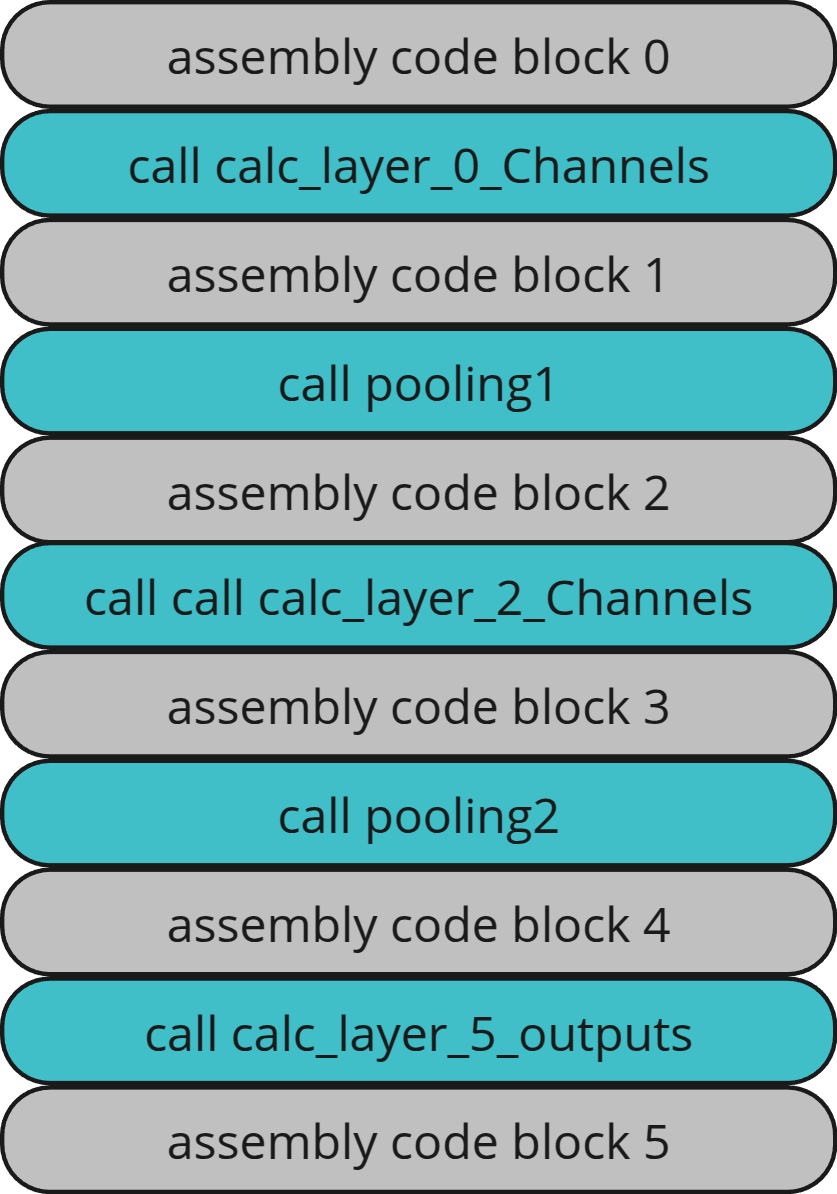 assembly code block 0
call calc_layer_0_Channels
assembly code block 1
call pooling1
assembly code block 2
call call calc_layer_2_Channels
assembly code block 3
call pooling2
assembly code block 4
call calc_layer_5_outputs
assembly code block 5